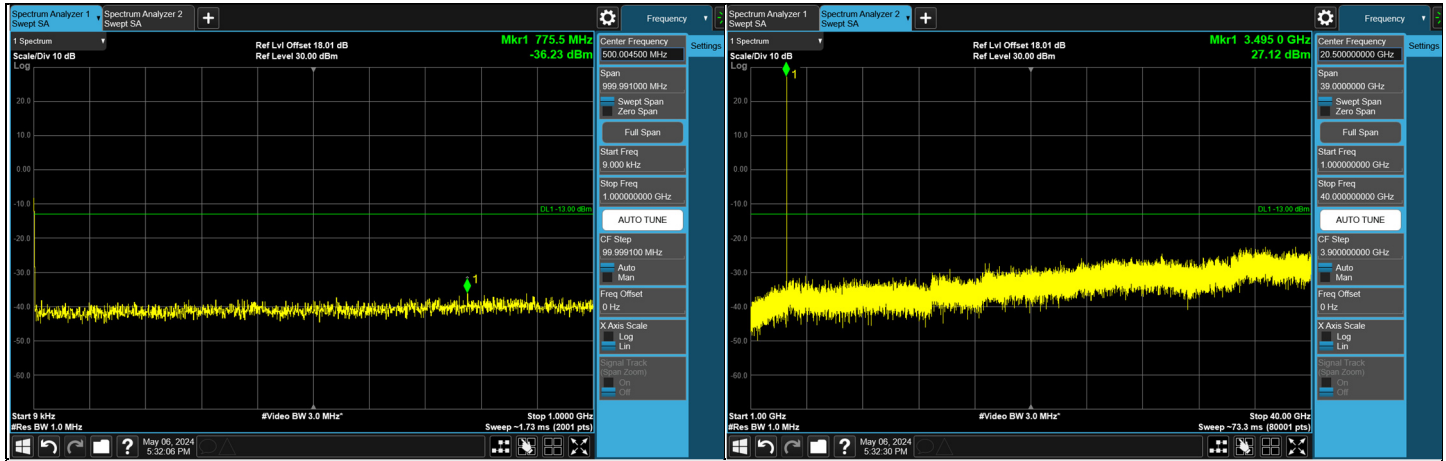 Spectrum Analyzer 1
Swept SA
Spectrum Analyzer 2
Swept SA
+
Frequency
1 Spectrum
Scale/Div 10 dB
Log
Ref Lvl Offset 18.01 dB
Ref Level 30.00 dBm
Mkr1 775.5 MHz
-36.23 dBm
1
20.0
10.0
0.00
-10.0
-20.0
-30.0
-40.0
-50.0
-60.0
DL1 -13.00 dBm
Start 9 kHz
#Res BW 1.0 MHz
#Video BW 3.0 MHz*
Stop 1.0000 GHz
Sweep ~1.73 ms (2001 pts)
Center Frequency
500.004500 MHz
Settings
Span
999.991000 MHz
Swept Span
Zero Span
Full Span
Start Freq
9.000 kHz
Stop Freq
1.000000000 GHz
AUTO TUNE
CF Step
99.999100 MHz
Auto
Man
Freq Offset
0 Hz
X Axis Scale
Log
Lin
Signal Track
(Span Zoom)
On
Off
?
May 06, 2024
5:32:06 PM
Spectrum Analyzer 1
Swept SA
Spectrum Analyzer 2
Swept SA
+
Frequency
1 Spectrum
Scale/Div 10 dB
Log
Ref Lvl Offset 18.01 dB
Ref Level 30.00 dBm
Mkr1 3.495 0 GHz
27.12 dBm
1
20.0
10.0
0.00
-10.0
-20.0
-30.0
-40.0
-50.0
-60.0
DL1 -13.00 dBm
Start 1.00 GHz
#Res BW 1.0 MHz
#Video BW 3.0 MHz*
Stop 40.00 GHz
Sweep ~73.3 ms (80001 pts)
Center Frequency
20.500000000 GHz
Settings
Span
39.0000000 GHz
Swept Span
Zero Span
Full Span
Start Freq
1.000000000 GHz
Stop Freq
40.000000000 GHz
AUTO TUNE
CF Step
3.900000000 GHz
Auto
Man
Freq Offset
0 Hz
X Axis Scale
Log
Lin
Signal Track
(Span Zoom)
On
Off
?
May 06, 2024
5:32:30 PM